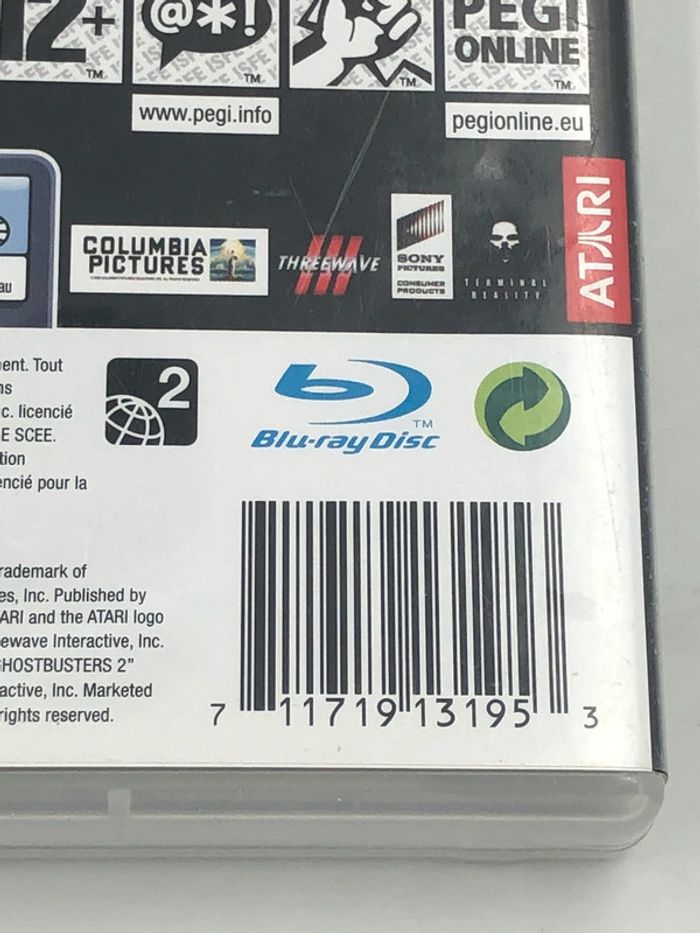 12+
TM
@*!
TM
TM
PEGI
ONLINE
TM
www.pegi.info
pegionline.eu
au
COLUMBIA
PICTURES
THREEWAVE
SONY
PICTURES
CONSUMER
PRODUCTS
TERMINAL
REALITY
ATARI
ent. Tout
ns
c. licencié
E SCEE.
tion
encié pour la
2
TM
Blu-ray Disc
rademark of
es, Inc. Published by
ARI and the ATARI logo
ewave Interactive, Inc.
HOSTBUSTERS 2"
active, Inc. Marketed
rights reserved.
7 11719 13195 3